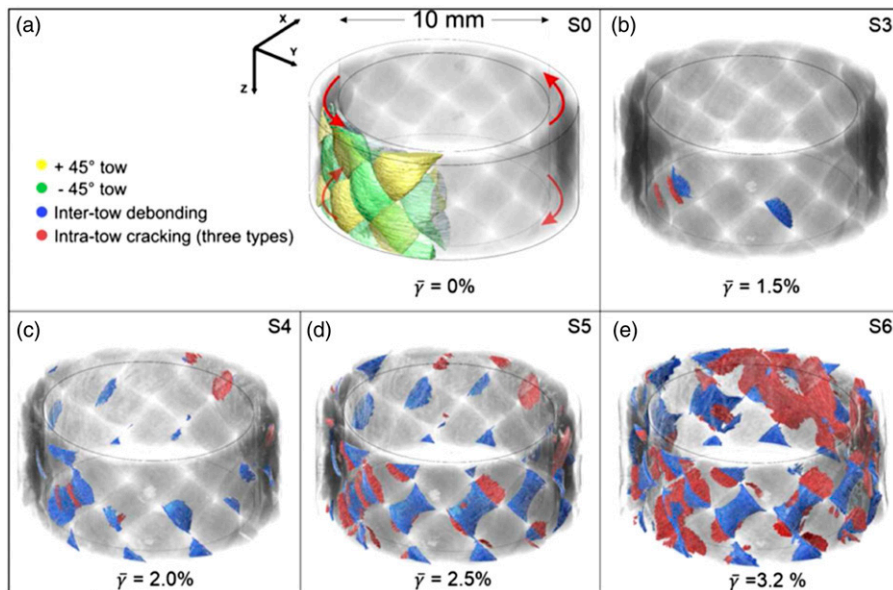 (a)
10 mm
S0
X
Y
Z
+ 45° tow
- 45° tow
Inter-tow debonding
Intra-tow cracking (three types)
γ̄ = 0%
(b)
S3
γ̄ = 1.5%
(c)
S4
γ̄ = 2.0%
(d)
S5
γ̄ = 2.5%
(e)
S6
γ̄ =3.2 %